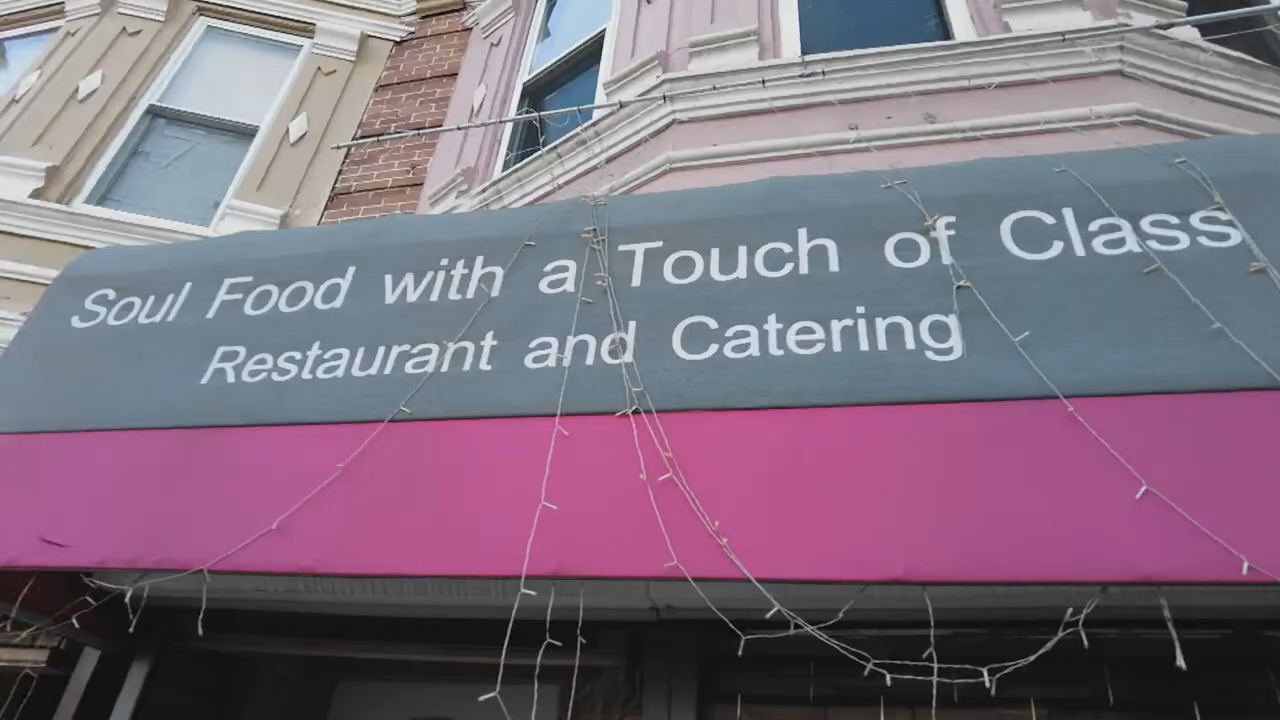 Soul Food with a Touch of Class
Restaurant and Catering